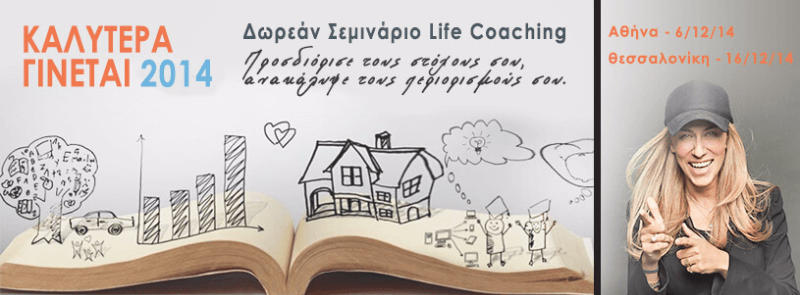 ΚΑΛΥΤΕΡΑ
ΓΙΝΕΤΑΙ 2014
Δωρεάν Σεμινάριο Life Coaching
Προσδιόρισε τους στόχους σου,
ανακάλυψε τους περιορισμούς σου.
Αθήνα - 6/12/14
Θεσσαλονίκη - 16/12/14